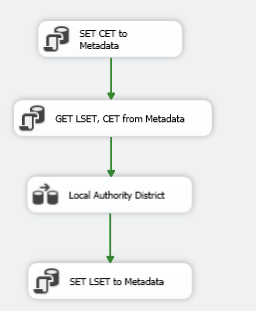 SET CET to
Metadata
GET LSET, CET from Metadata
Local Authority District
SET LSET to Metadata